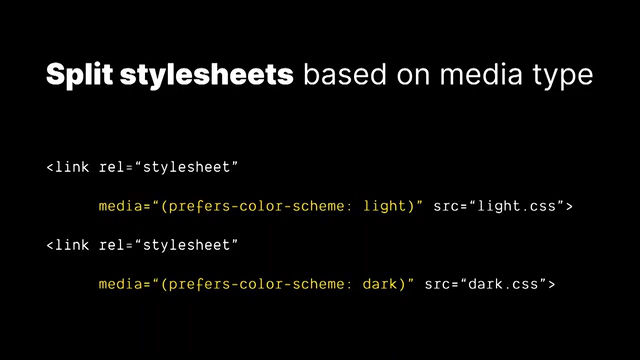 Split stylesheets based on media type
<link rel=“stylesheet”
media=“(prefers-color-scheme: light)” src=“light.css”>
<link rel=“stylesheet”
media=“(prefers-color-scheme: dark)” src=“dark.css”>